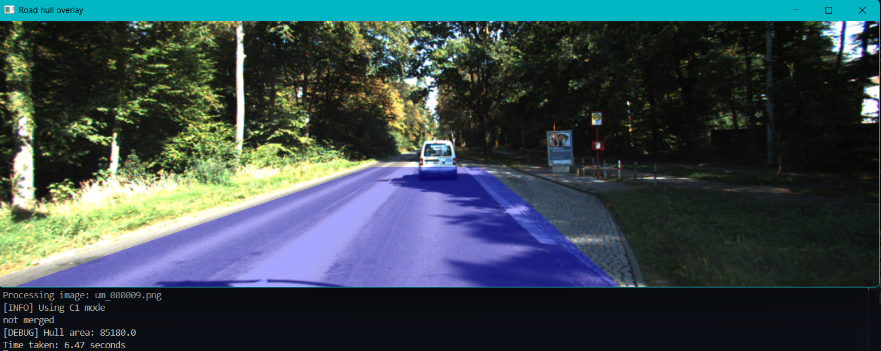 Road hull overlay
Processing image: um_000009.png
[INFO] Using C1 mode
not merged
[DEBUG] Hull area: 85180.0
Time taken: 6.47 seconds